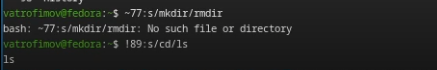 vatrofimov@fedora:~$ ~77:s/mkdir/rmdir
bash: ~77:s/mkdir/rmdir: No such file or directory
vatrofimov@fedora:~$ !89:s/cd/ls
ls